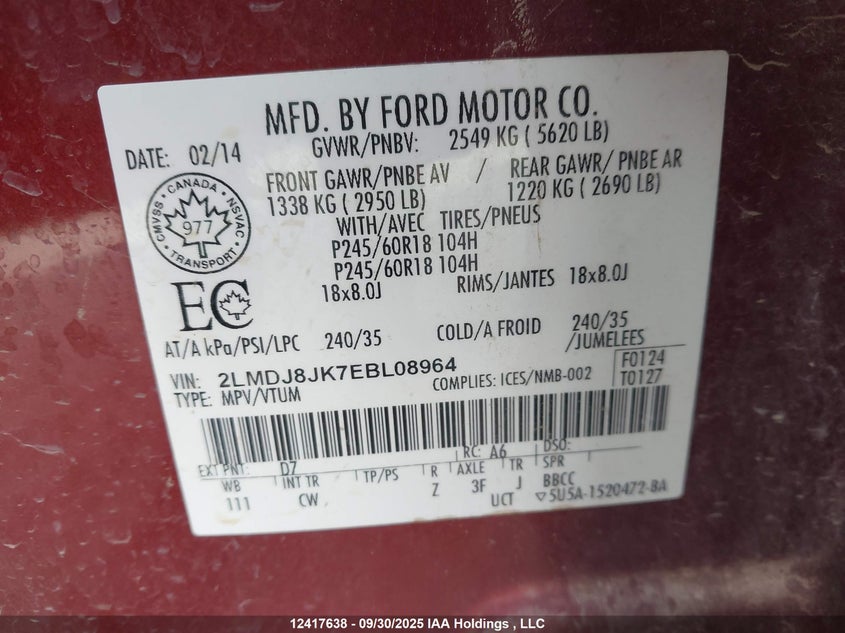 MFD. BY FORD MOTOR CO.
DATE: 02/14
GVWR/PNBV: 2549 KG ( 5620 LB)
FRONT GAWR/PNBE AV / REAR GAWR/ PNBE AR
1338 KG ( 2950 LB) 1220 KG ( 2690 LB)
WITH/AVEC TIRES/PNEUS
P245/60R18 104H
P245/60R18 104H
18x8.0J RIMS/JANTES 18x8.0J
CANADA
CMVSS NSVAC
977
TRANSPORT
EC
AT/A kPa/PSI/LPC 240/35 COLD/A FROID 240/35
/JUMELEES
VIN: 2LMDJ8JK7EBL08964 COMPLIES: ICES/NMB-002 F0124
TYPE: MPV/VTUM T0127
EXT PNT: D7 RC: A6 DSO:
WB INT TR TP/PS R AXLE TR SPR
111 CW Z 3F J BBCC
UCT ▽5U5A-1520472-BA
12417638 - 09/30/2025 IAA Holdings , LLC